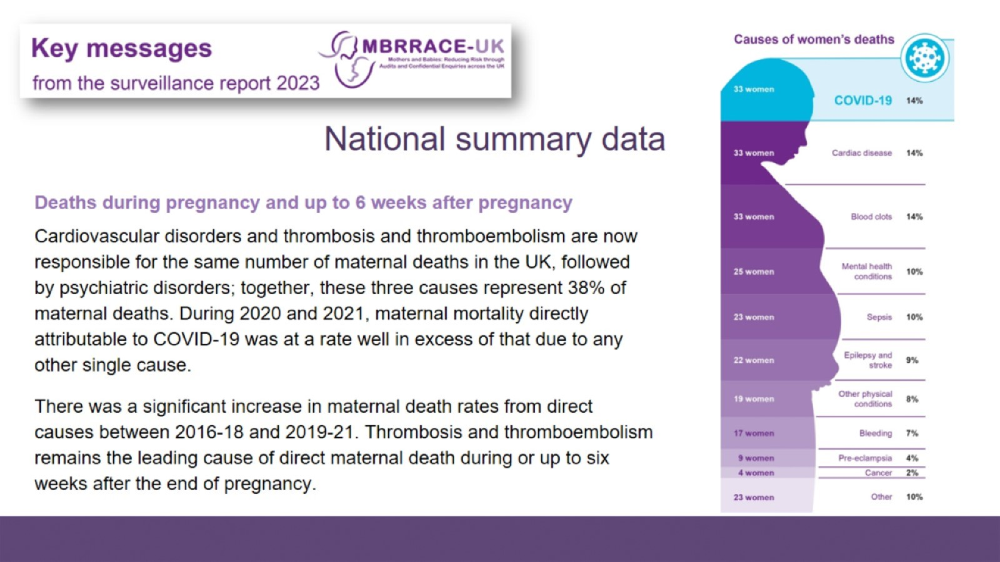 Key messages
from the surveillance report 2023
MBRRACE-UK
Mothers and Babies: Reducing Risk through
Audits and Confidential Enquiries across the UK
National summary data
Deaths during pregnancy and up to 6 weeks after pregnancy
Cardiovascular disorders and thrombosis and thromboembolism are now
responsible for the same number of maternal deaths in the UK, followed
by psychiatric disorders; together, these three causes represent 38% of
maternal deaths. During 2020 and 2021, maternal mortality directly
attributable to COVID-19 was at a rate well in excess of that due to any
other single cause.
There was a significant increase in maternal death rates from direct
causes between 2016-18 and 2019-21. Thrombosis and thromboembolism
remains the leading cause of direct maternal death during or up to six
weeks after the end of pregnancy.
Causes of women's deaths
33 women COVID-19 14%
33 women Cardiac disease 14%
33 women Blood clots 14%
25 women Mental health
conditions 10%
23 women Sepsis 10%
22 women Epilepsy and
stroke 9%
19 women Other physical
conditions 8%
17 women Bleeding 7%
9 women Pre-eclampsia 4%
4 women Cancer 2%
23 women Other 10%